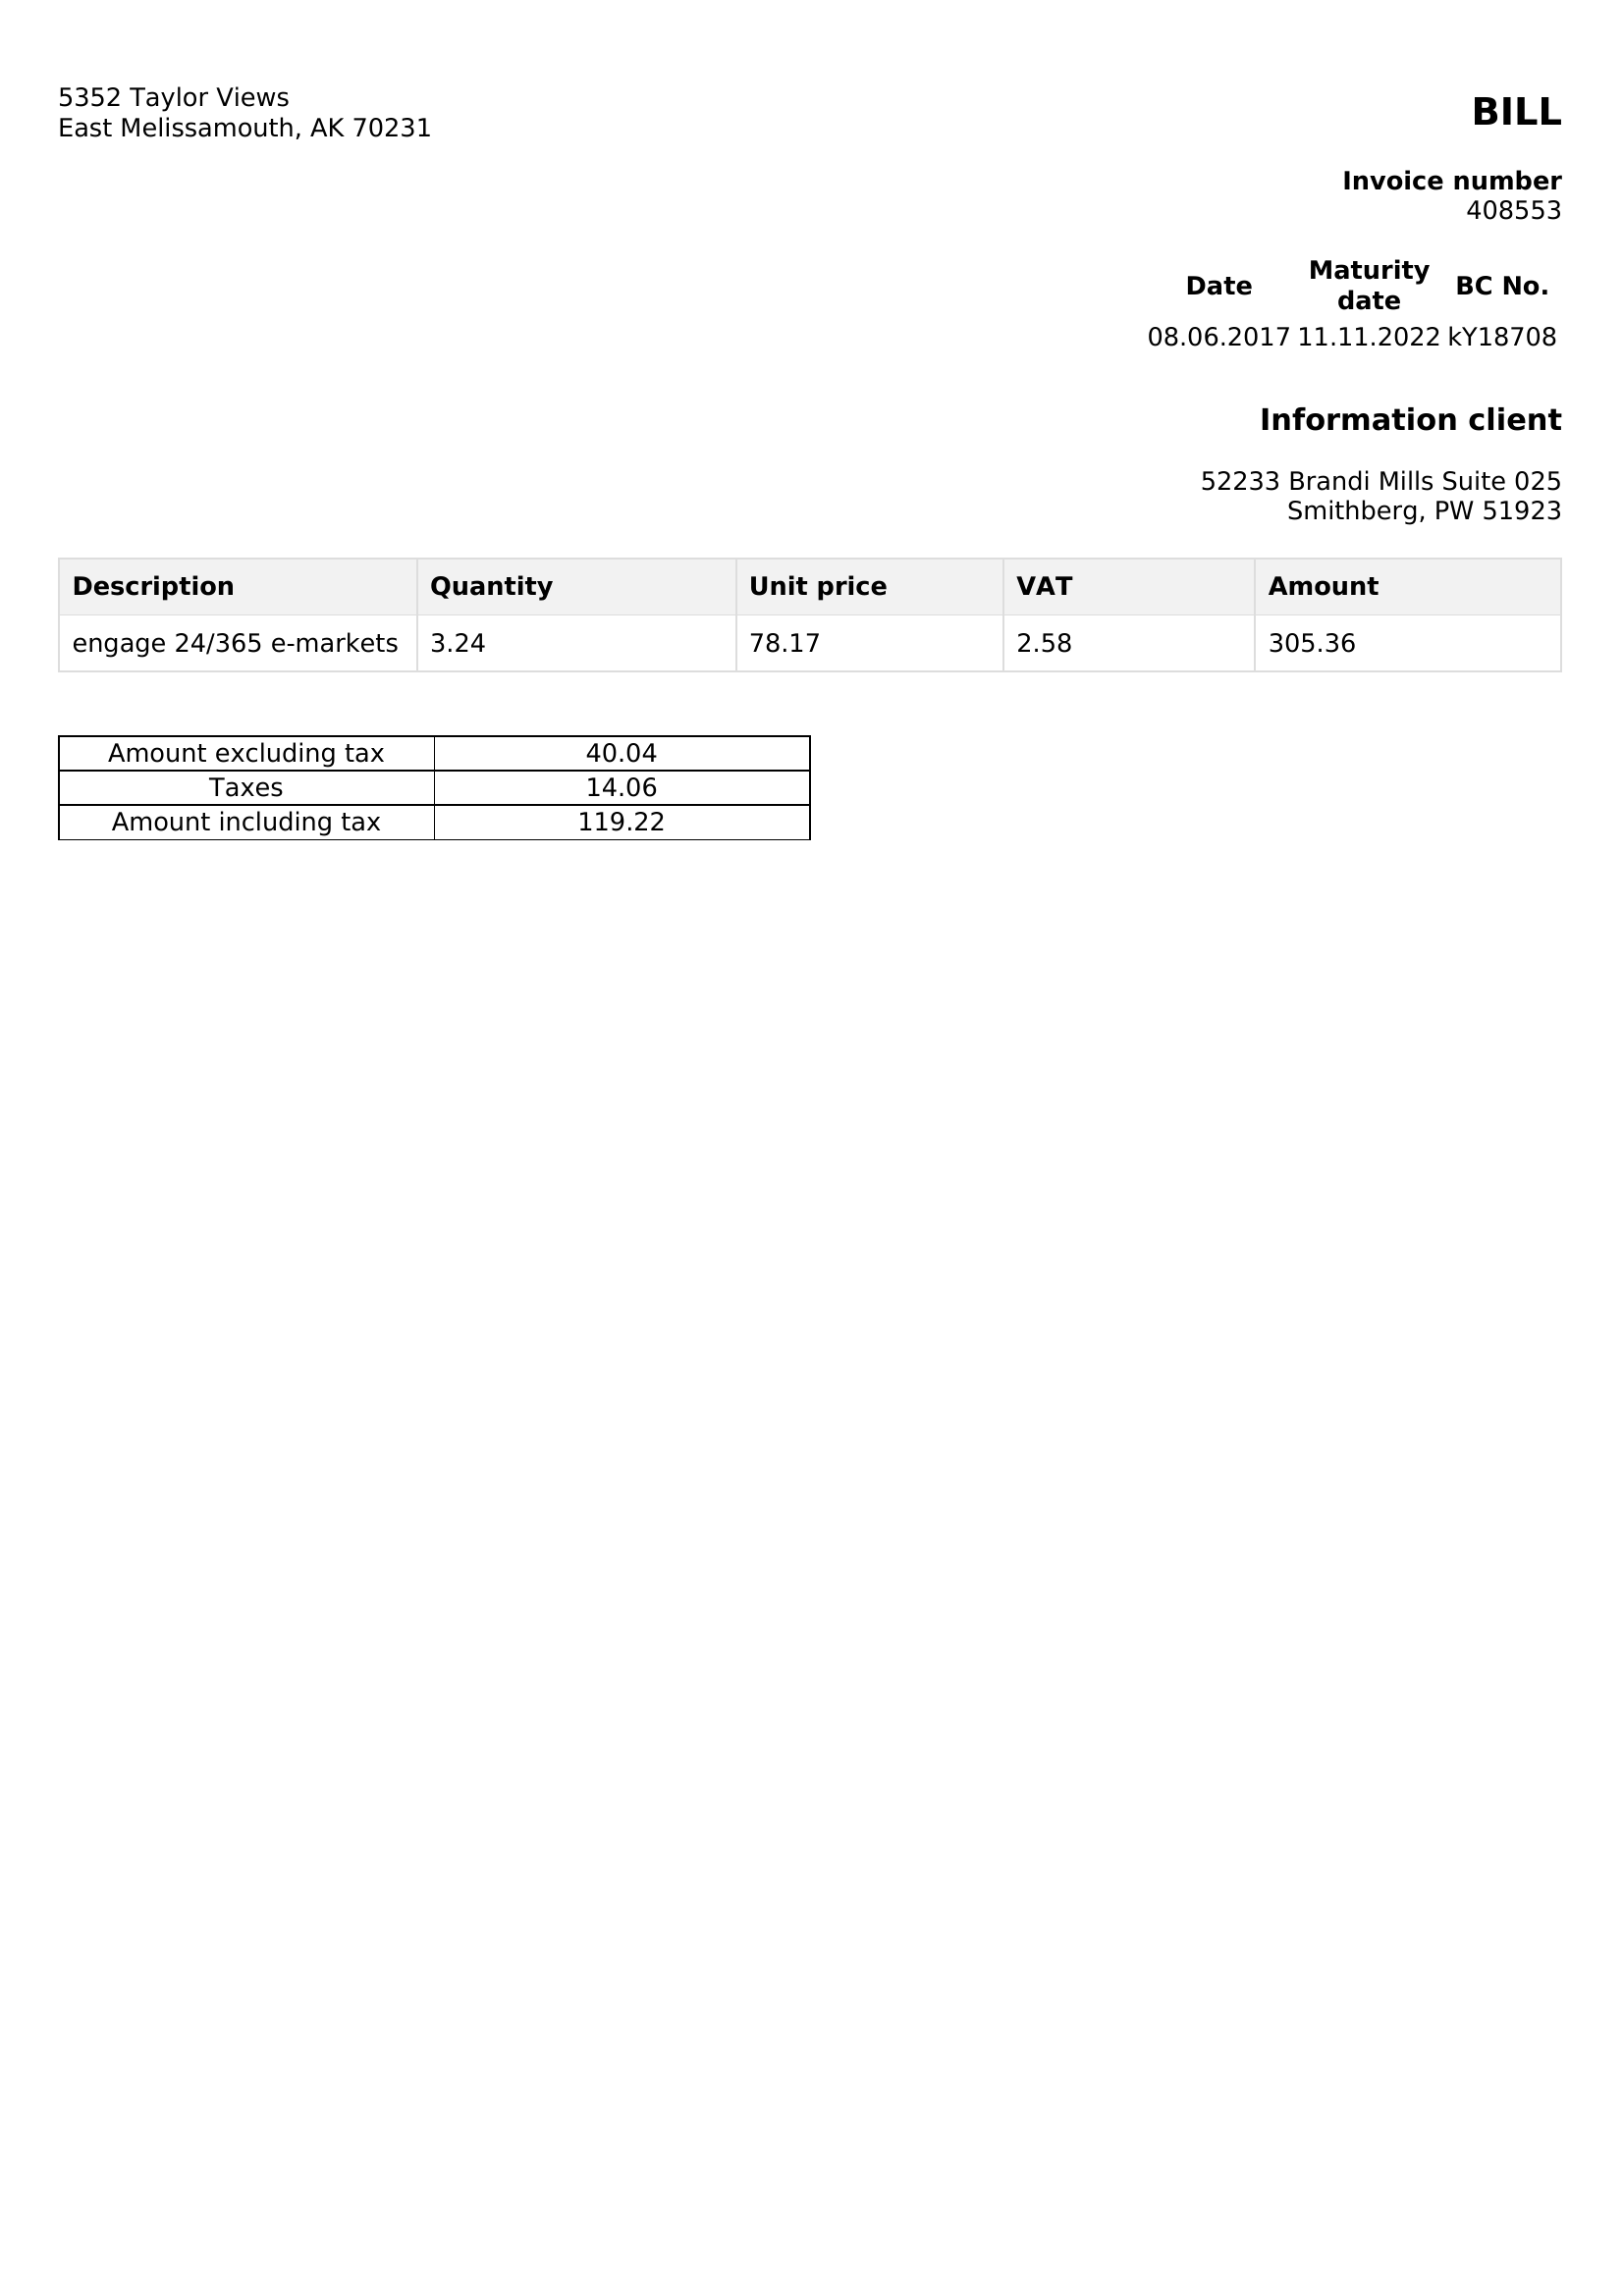 5352 Taylor Views
East Melissamouth, AK 70231
BILL
Invoice number
408553
Date Maturity date BC No.
08.06.2017 11.11.2022 kY18708
Information client
52233 Brandi Mills Suite 025
Smithberg, PW 51923
Description Quantity Unit price VAT Amount
engage 24/365 e-markets 3.24 78.17 2.58 305.36
Amount excluding tax 40.04
Taxes 14.06
Amount including tax 119.22